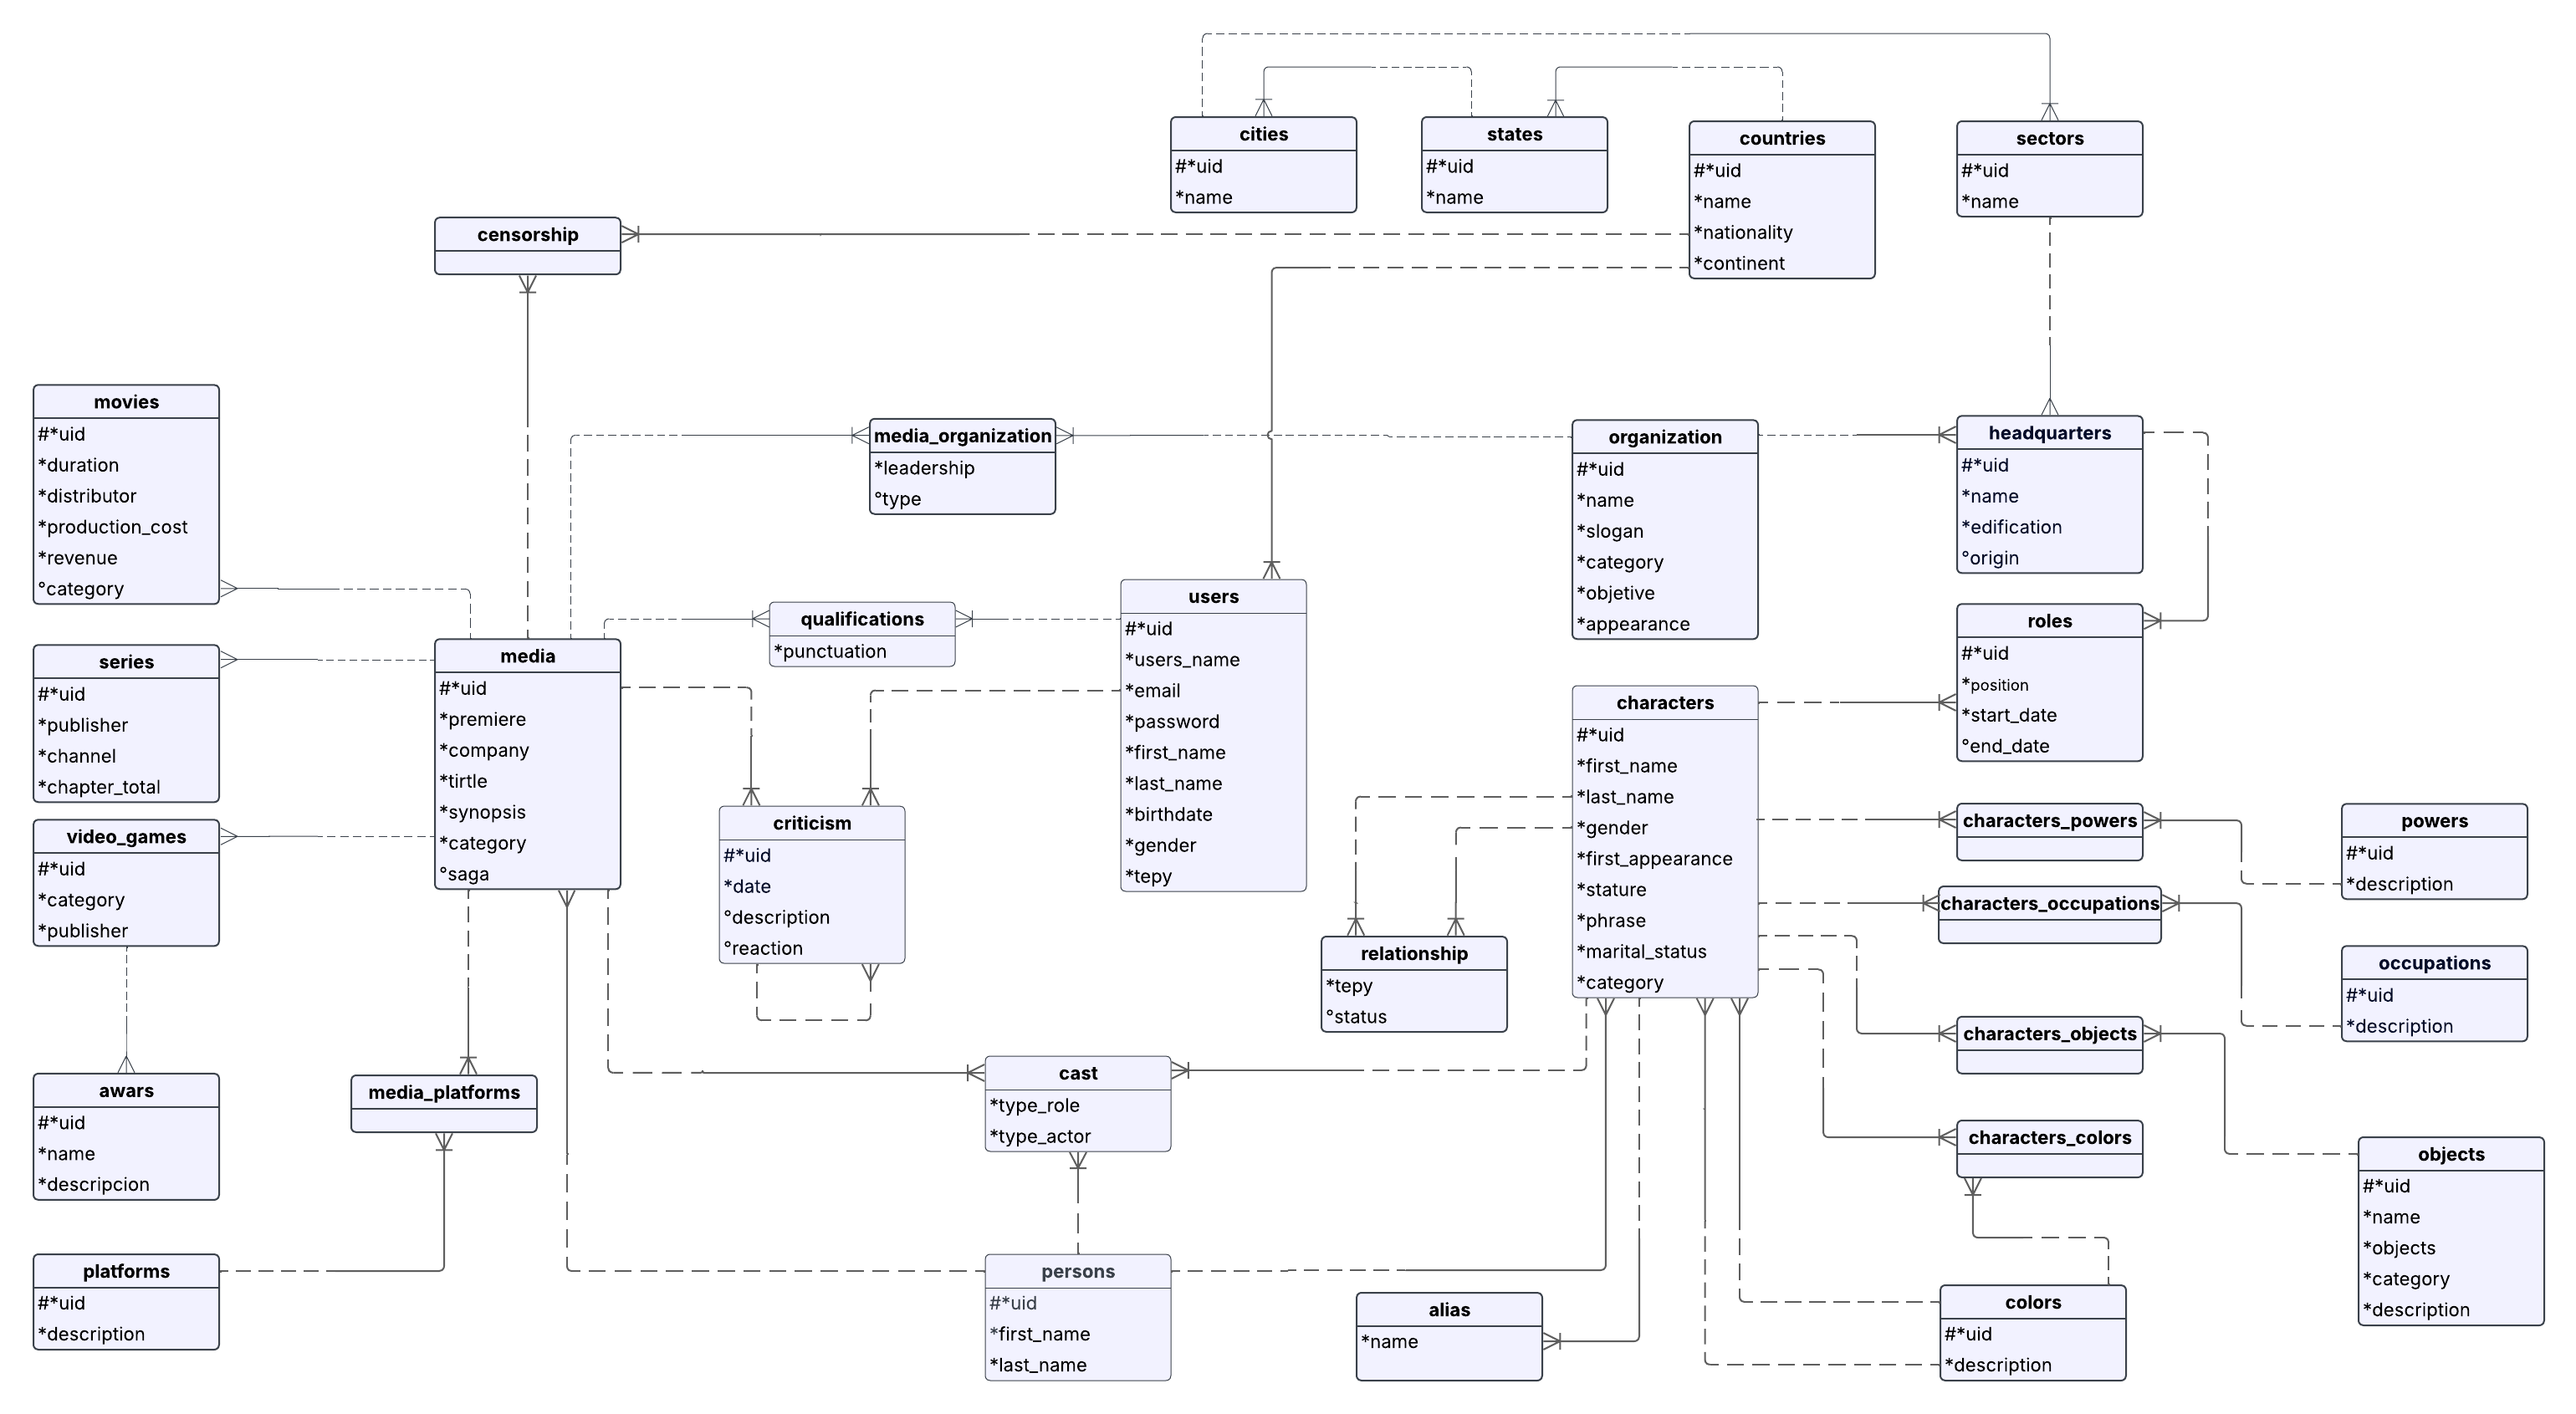 cities
#*uid
*name
states
#*uid
*name
countries
#*uid
*name
*nationality
*continent
sectors
#*uid
*name
censorship
movies
#*uid
*duration
*distributor
*production_cost
*revenue
°category
media_organization
*leadership
°type
organization
#*uid
*name
*slogan
*category
*objetive
*appearance
headquarters
#*uid
*name
*edification
°origin
series
#*uid
*publisher
*channel
*chapter_total
media
#*uid
*premiere
*company
*tirtle
*synopsis
*category
°saga
qualifications
*punctuation
users
#*uid
*users_name
*email
*password
*first_name
*last_name
*birthdate
*gender
*tepy
roles
#*uid
*position
*start_date
°end_date
video_games
#*uid
*category
*publisher
criticism
#*uid
*date
°description
°reaction
characters
#*uid
*first_name
*last_name
*gender
*first_appearance
*stature
*phrase
*marital_status
*category
characters_powers
powers
#*uid
*description
characters_occupations
relationship
*tepy
°status
occupations
#*uid
*description
characters_objects
awars
#*uid
*name
*descripcion
media_platforms
cast
*type_role
*type_actor
characters_colors
objects
#*uid
*name
*objects
*category
*description
platforms
#*uid
*description
persons
#*uid
*first_name
*last_name
alias
*name
colors
#*uid
*description